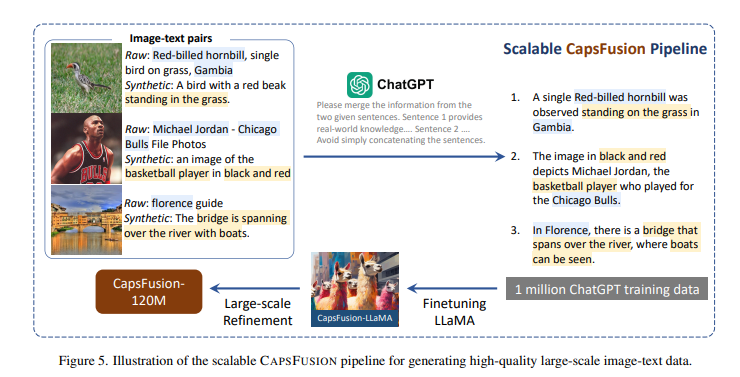 Image-text pairs
Raw: Red-billed hornbill, single
bird on grass, Gambia
Synthetic: A bird with a red beak
standing in the grass.
Raw: Michael Jordan - Chicago
Bulls File Photos
Synthetic: an image of the
basketball player in black and red
BULLS
Raw: florence guide
Synthetic: The bridge is spanning
over the river with boats.
ChatGPT
Please merge the information from the
two given sentences. Sentence 1 provides
real-world knowledge.... Sentence 2 ....
Avoid simply concatenating the sentences.
Scalable CapsFusion Pipeline
1. A single Red-billed hornbill was
observed standing on the grass in
Gambia.
2. The image in black and red
depicts Michael Jordan, the
basketball player who played for
the Chicago Bulls.
3. In Florence, there is a bridge that
spans over the river, where boats
can be seen.
1 million ChatGPT training data
Finetuning
LLaMA
CapsFusion-LLaMA
Large-scale
Refinement
CapsFusion-
120M
Figure 5. Illustration of the scalable CAPSFUSION pipeline for generating high-quality large-scale image-text data.